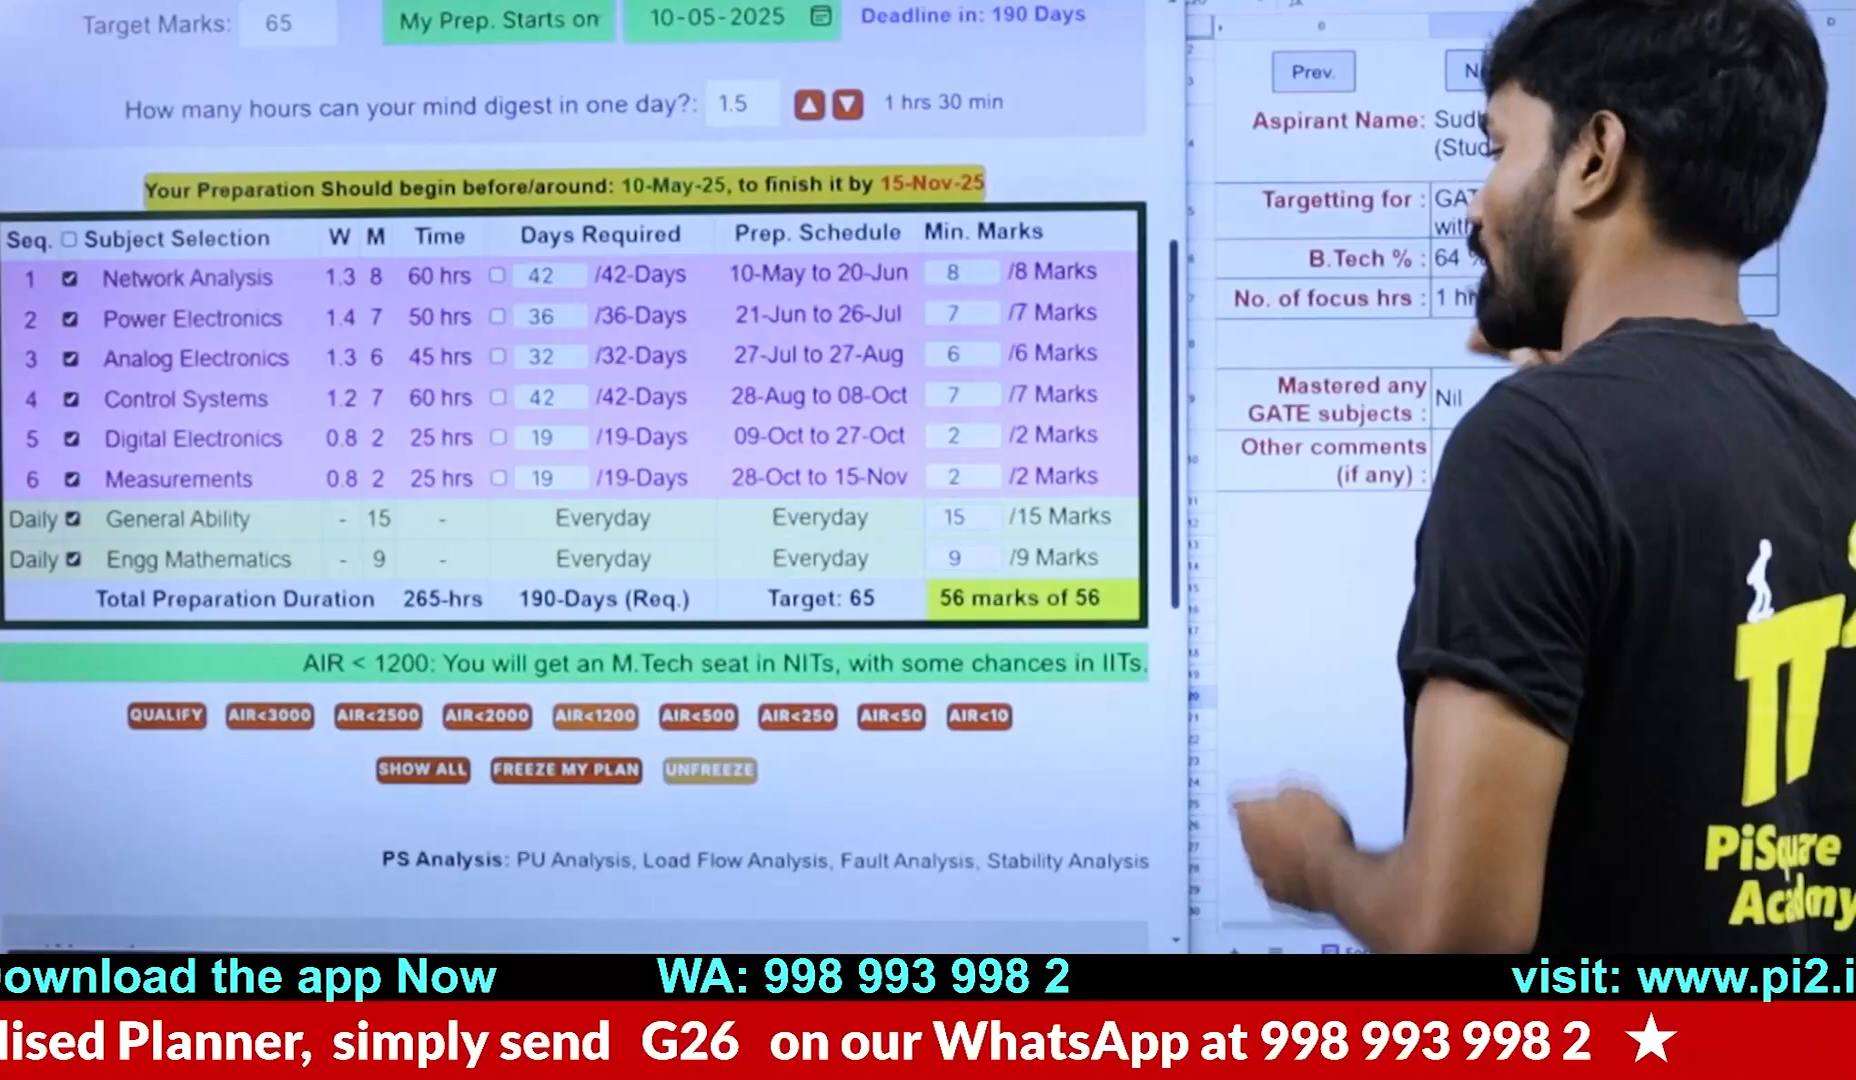 Target Marks: 65 My Prep. Starts on 10-05-2025 Deadline in: 190 Days
How many hours can your mind digest in one day?: 1.5 1 hrs 30 min
Your Preparation Should begin before/around: 10-May-25, to finish it by 15-Nov-25
Seq. Subject Selection W M Time Days Required Prep. Schedule Min. Marks
1 Network Analysis 1.3 8 60 hrs 42 /42-Days 10-May to 20-Jun 8 /8 Marks
2 Power Electronics 1.4 7 50 hrs 36 /36-Days 21-Jun to 26-Jul 7 /7 Marks
3 Analog Electronics 1.3 6 45 hrs 32 /32-Days 27-Jul to 27-Aug 6 /6 Marks
4 Control Systems 1.2 7 60 hrs 42 /42-Days 28-Aug to 08-Oct 7 /7 Marks
5 Digital Electronics 0.8 2 25 hrs 19 /19-Days 09-Oct to 27-Oct 2 /2 Marks
6 Measurements 0.8 2 25 hrs 19 /19-Days 28-Oct to 15-Nov 2 /2 Marks
Daily General Ability - 15 - Everyday Everyday 15 /15 Marks
Daily Engg Mathematics - 9 - Everyday Everyday 9 /9 Marks
Total Preparation Duration 265-hrs 190-Days (Req.) Target: 65 56 marks of 56
AIR < 1200: You will get an M.Tech seat in NITs, with some chances in IITs.
QUALIFY AIR<3000 AIR<2500 AIR<2000 AIR<1200 AIR<500 AIR<250 AIR<50 AIR<10
SHOW ALL FREEZE MY PLAN UNFREEZE
PS Analysis: PU Analysis, Load Flow Analysis, Fault Analysis, Stability Analysis
Prev.
Aspirant Name: Sud
(Stud
Targetting for : GA
with
B.Tech % : 64 %
No. of focus hrs : 1 hr
Mastered any Nil
GATE subjects :
Other comments
(if any) :
PiSquare
Academy
ownload the app Now WA: 998 993 998 2 visit: www.pi2.i
lised Planner, simply send G26 on our WhatsApp at 998 993 998 2 ★